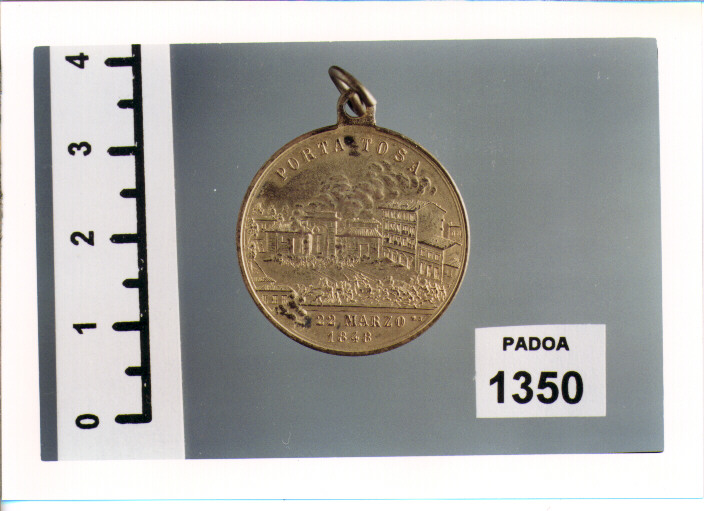 4
3
2
1
0
PORTA TOSA
22 MARZO
1848
PADOA
1350